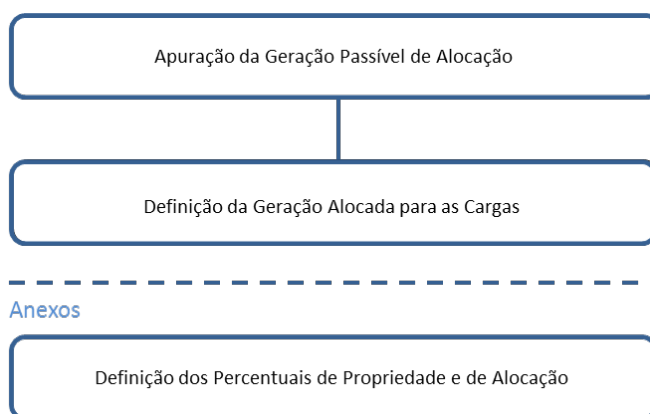 Apuração da Geração Passível de Alocação
Definição da Geração Alocada para as Cargas
Anexos
Definição dos Percentuais de Propriedade e de Alocação